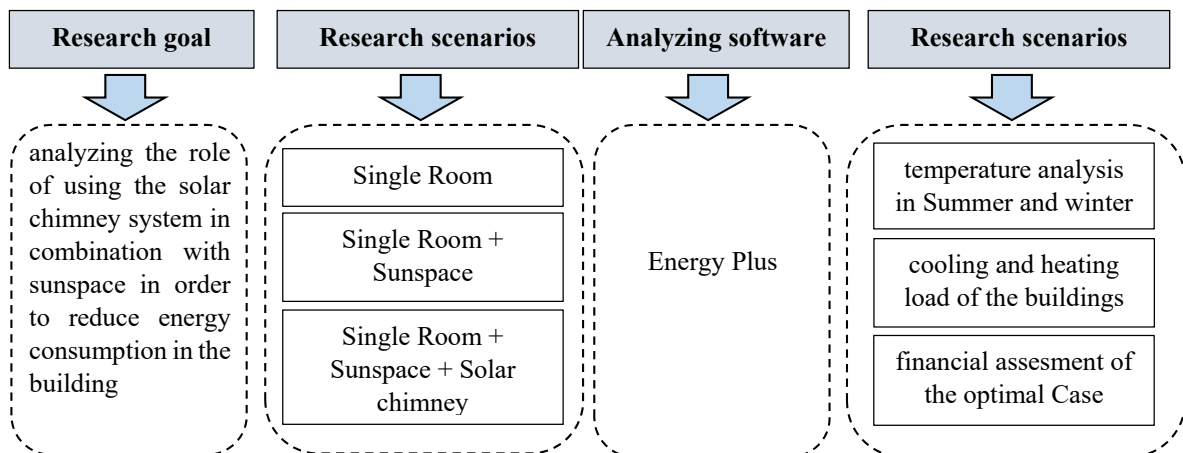 Research goal
analyzing the role
of using the solar
chimney system in
combination with
sunspace in order
to reduce energy
consumption in the
building
Research scenarios
Single Room
Single Room +
Sunspace
Single Room +
Sunspace + Solar
chimney
Analyzing software
Energy Plus
Research scenarios
temperature analysis
in Summer and winter
cooling and heating
load of the buildings
financial assesment of
the optimal Case